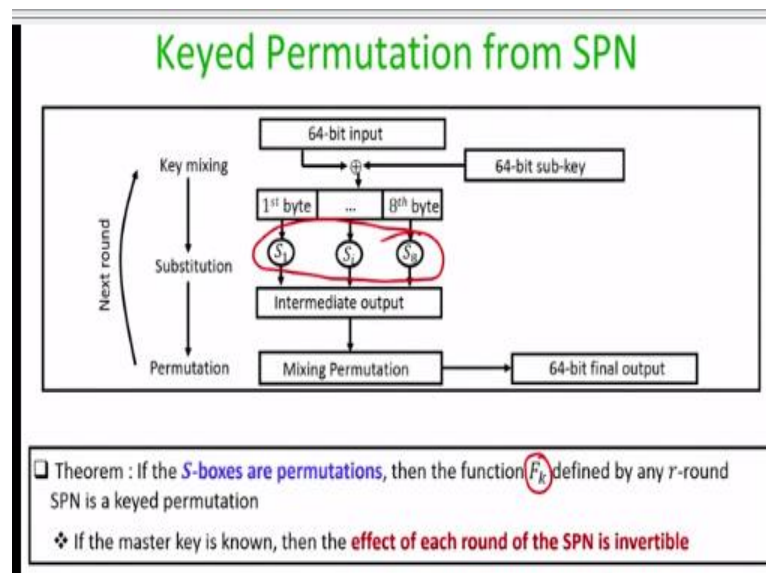 Keyed Permutation from SPN
64-bit input
Key mixing
⊕
64-bit sub-key
1st byte
...
8th byte
Next round
Substitution
S1
Si
S8
Intermediate output
Permutation
Mixing Permutation
64-bit final output
❑ Theorem : If the S-boxes are permutations, then the function Fk defined by any r-round
SPN is a keyed permutation
❖ If the master key is known, then the effect of each round of the SPN is invertible